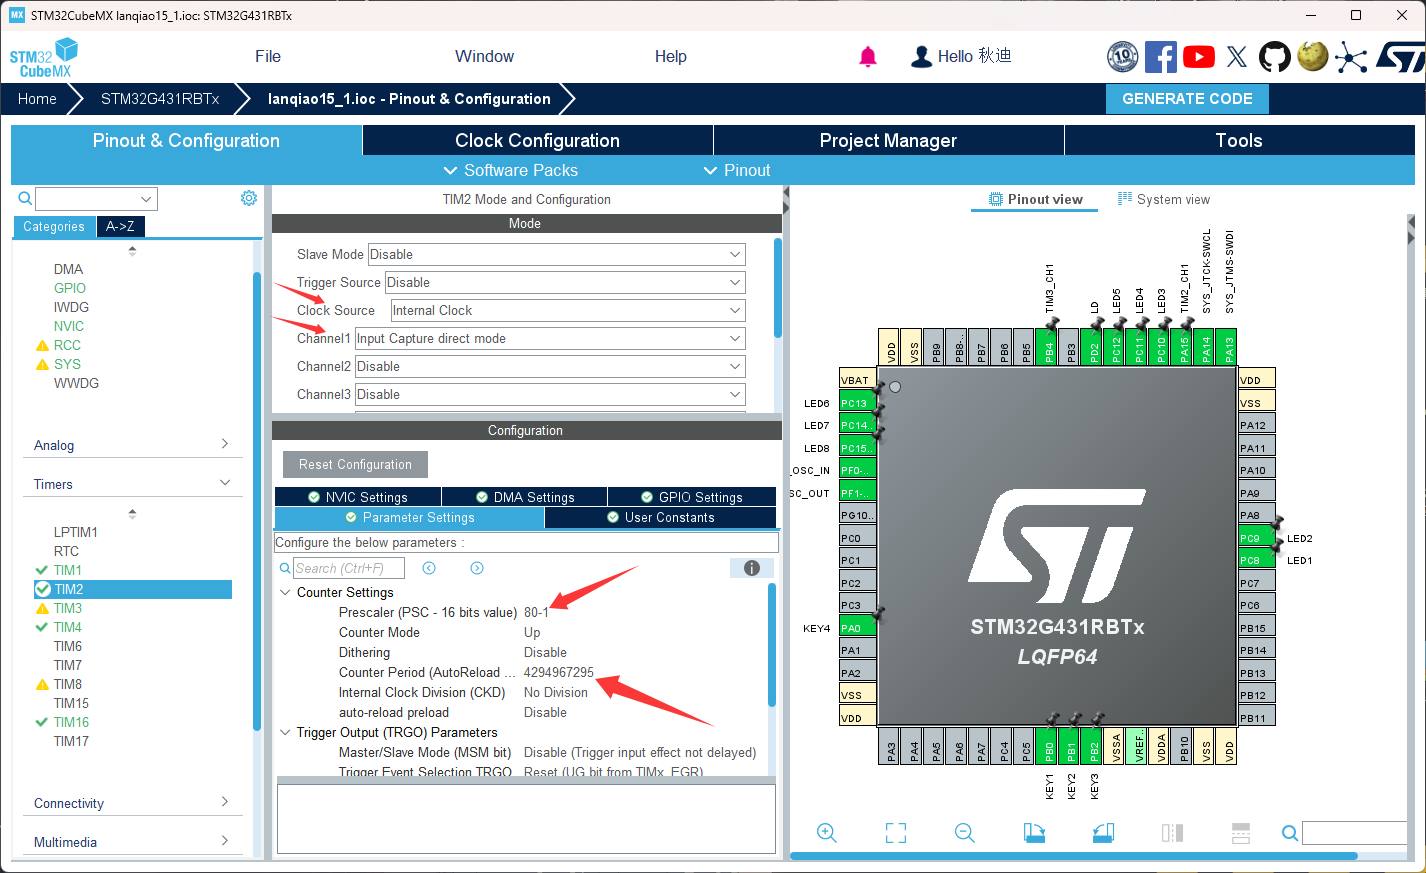 MX STM32CubeMX lanqiao15_1.ioc: STM32G431RBTx
STM32 CubeMX
File
Window
Help
Hello 秋迪
10 YEARS
Home
STM32G431RBTx
lanqiao15_1.ioc - Pinout & Configuration
GENERATE CODE
Pinout & Configuration
Clock Configuration
Project Manager
Tools
Software Packs
Pinout
Categories
A->Z
DMA
GPIO
IWDG
NVIC
RCC
SYS
WWDG
Analog
Timers
LPTIM1
RTC
TIM1
TIM2
TIM3
TIM4
TIM6
TIM7
TIM8
TIM15
TIM16
TIM17
Connectivity
Multimedia
TIM2 Mode and Configuration
Mode
Slave Mode Disable
Trigger Source Disable
Clock Source Internal Clock
Channel1 Input Capture direct mode
Channel2 Disable
Channel3 Disable
Configuration
Reset Configuration
NVIC Settings
DMA Settings
GPIO Settings
Parameter Settings
User Constants
Configure the below parameters :
Search (Ctrl+F)
Counter Settings
Prescaler (PSC - 16 bits value) 80-1
Counter Mode Up
Dithering Disable
Counter Period (AutoReload ... 4294967295
Internal Clock Division (CKD) No Division
auto-reload preload Disable
Trigger Output (TRGO) Parameters
Master/Slave Mode (MSM bit) Disable (Trigger input effect not delayed)
Trigger Event Selection TRGO Reset (UG bit from TIMx_EGR)
Pinout view
System view
TIM3_CH1
LD
LED5
LED4
LED3
TIM2_CH1
SYS_JTCK-SWCL
SYS_JTMS-SWDI
VDD
VSS
PB9
PB8-..
PB7
PB6
PB5
PB4
PB3
PD2
PC12
PC11
PC10
PA15
PA14
PA13
VBAT
LED6 PC13
LED7 PC14..
LED8 PC15..
_OSC_IN PF0-..
SC_OUT PF1-..
PG10..
PC0
PC1
PC2
PC3
KEY4 PA0
PA1
PA2
VSS
VDD
STM32G431RBTx
LQFP64
VDD
VSS
PA12
PA11
PA10
PA9
PA8
PC9 LED2
PC8 LED1
PC7
PC6
PB15
PB14
PB13
PB12
PB11
PA3
PA4
PA5
PA6
PA7
PC4
PC5
PB0
PB1
PB2
VSSA
VREF..
VDDA
PB10
VSS
VDD
KEY1
KEY2
KEY3